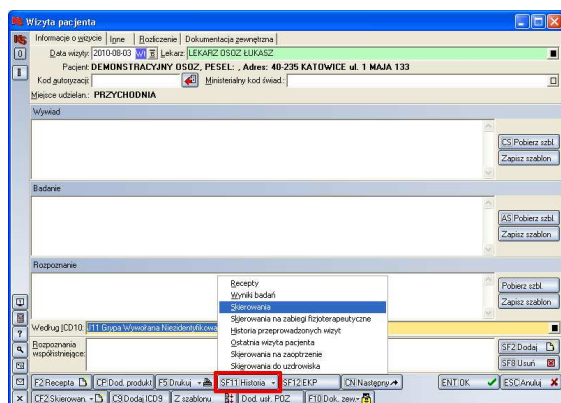 Wizyta pacjenta
Informacje o wizycie Inne Rozliczenie Dokumentacja zewnętrzna
Data wizyty: 2010-08-03 Lekarz: LEKARZ OSOZ ŁUKASZ
Pacjent: DEMONSTRACYJNY OSOZ, PESEL: , Adres: 40-235 KATOWICE ul. 1 MAJA 133
Kod autoryzacji: Ministerialny kod świad.:
Miejsce udzielan.: PRZYCHODNIA
Wywiad
CS Pobierz szbl.
Zapisz szablon
Badanie
AS Pobierz szbl.
Zapisz szablon
Rozpoznanie
Pobierz szbl.
Zapisz szablon
Recepty
Wyniki badań
Skierowania
Skierowania na zabiegi fizjoterapeutyczne
Historia przeprowadzonych wizyt
Ostatnia wizyta pacjenta
Skierowania na zaopatrzenie
Skierowania do uzdrowiska
Według ICD10: J11 Grypa Wywołana Niezidentyfikowa
Rozpoznania współistniejące:
SF2 Dodaj
SF8 Usuń
F2 Recepta CP Dod. produkt F5 Drukuj SF11 Historia SF12 EKP CN Następny ENT OK ESC Anuluj
CF2 Skierowan. C9 Dodaj ICD9 Z szablonu Dod. usł. POZ F10 Dok. zew.